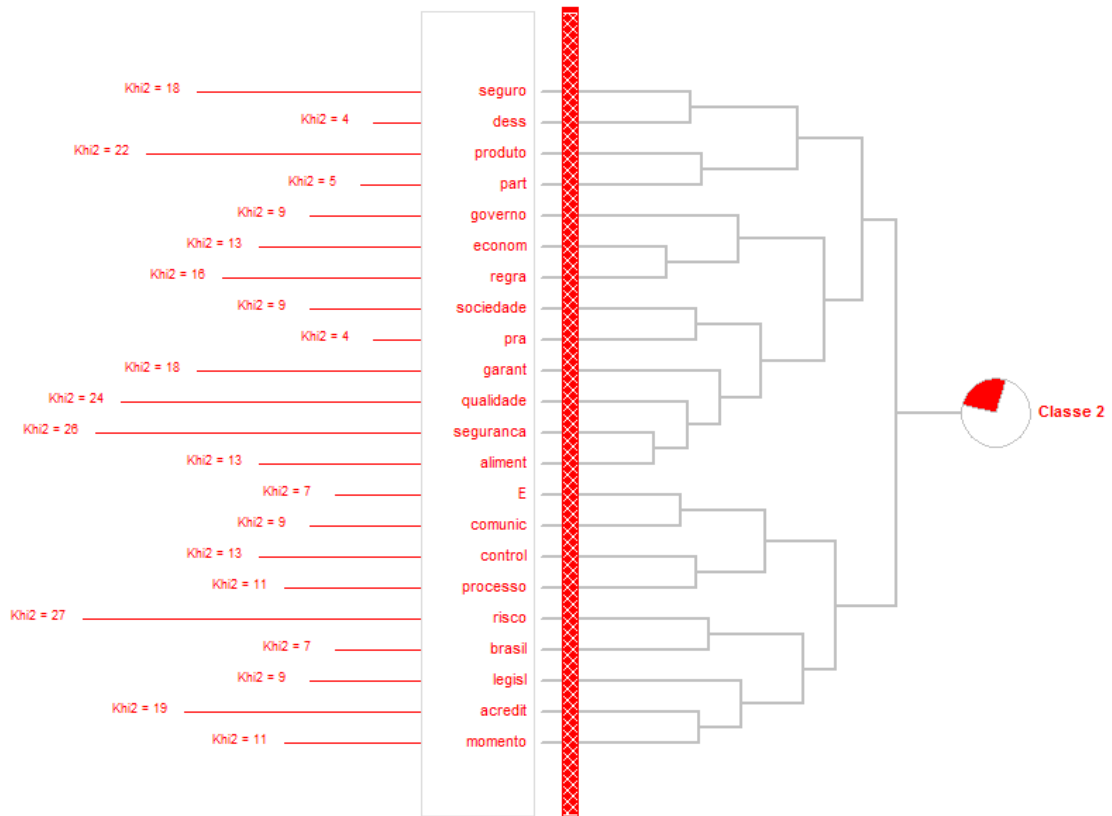 Khi2 = 18 seguro
Khi2 = 4 dess
Khi2 = 22 produto
Khi2 = 5 part
Khi2 = 9 governo
Khi2 = 13 econom
Khi2 = 16 regra
Khi2 = 9 sociedade
Khi2 = 4 pra
Khi2 = 18 garant
Khi2 = 24 qualidade
Classe 2
Khi2 = 26 seguranca
Khi2 = 13 aliment
Khi2 = 7 E
Khi2 = 9 comunic
Khi2 = 13 control
Khi2 = 11 processo
Khi2 = 27 risco
Khi2 = 7 brasil
Khi2 = 9 legisl
Khi2 = 19 acredit
Khi2 = 11 momento